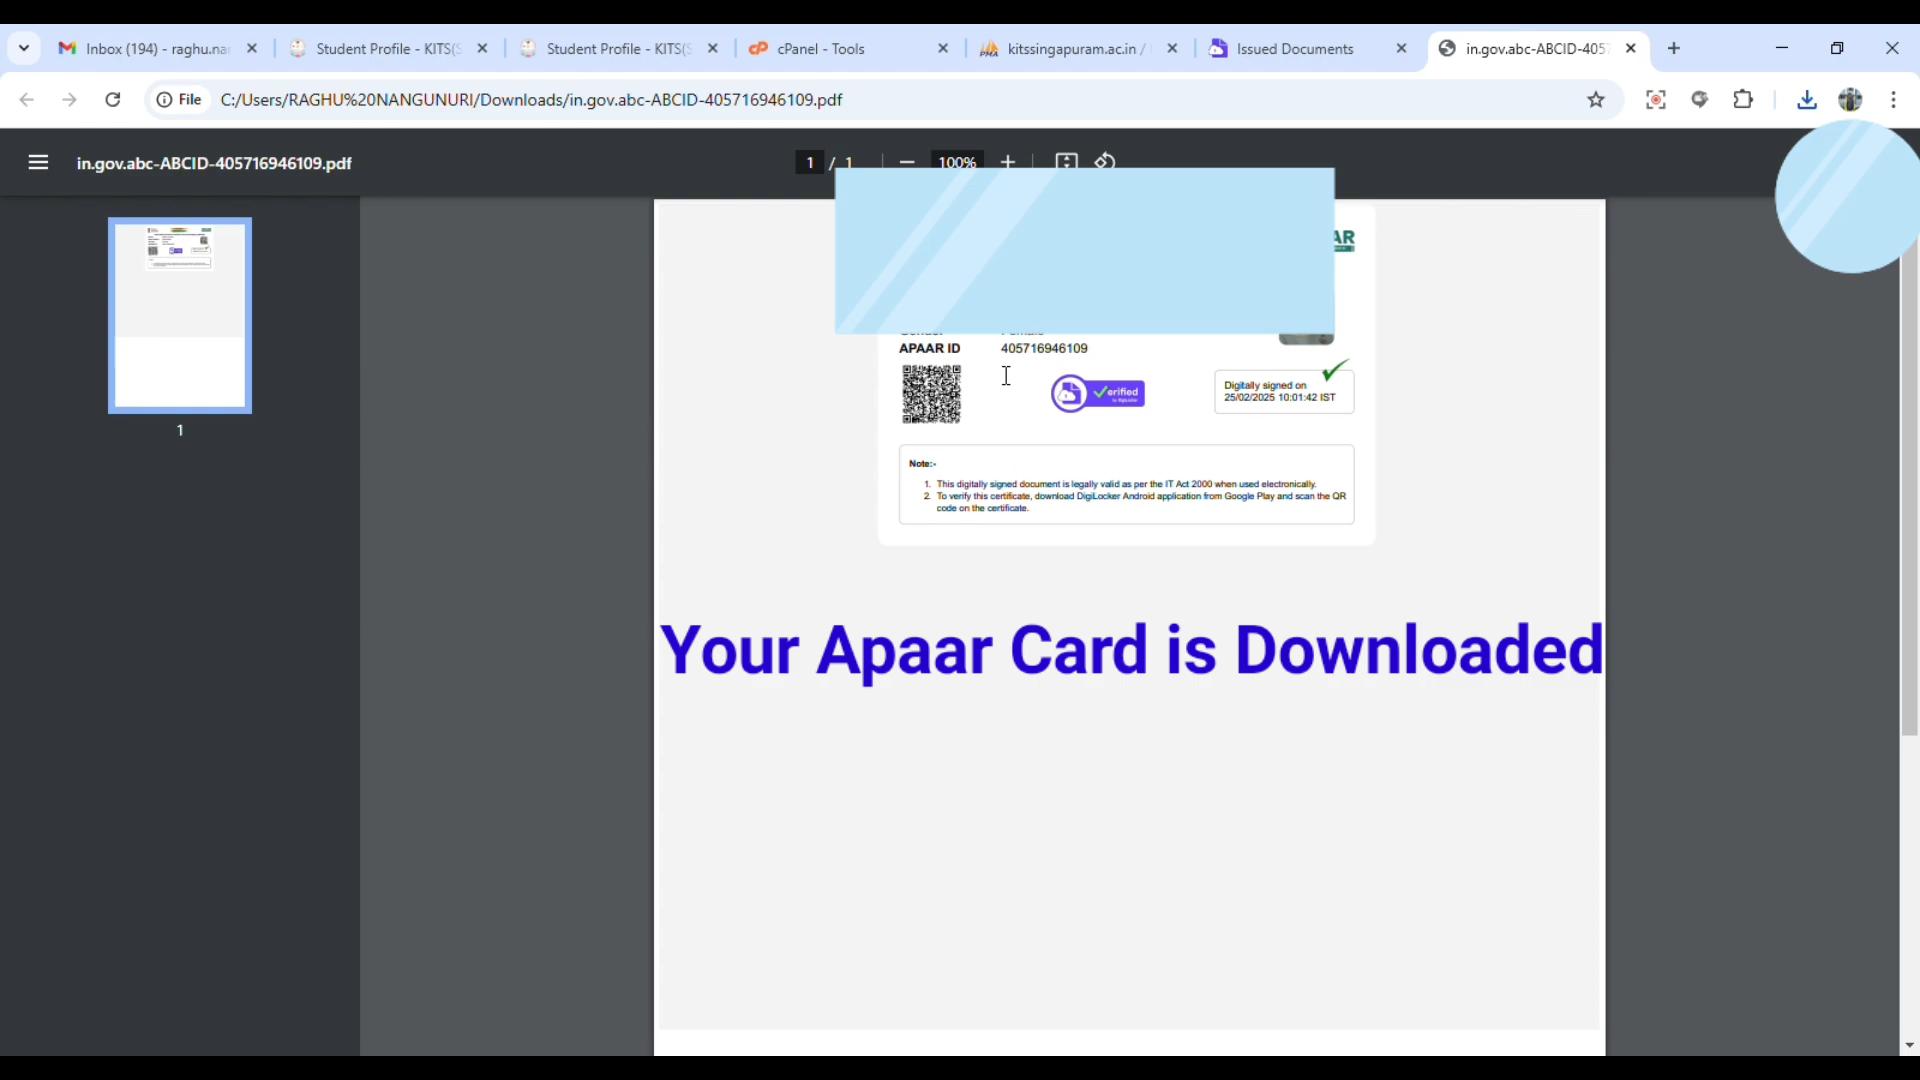 Inbox (194) - raghu.na
Student Profile - KITS(S
Student Profile - KITS(S
cPanel - Tools
kitssingapuram.ac.in /
Issued Documents
in.gov.abc-ABCID-405
File
C:/Users/RAGHU%20NANGUNURI/Downloads/in.gov.abc-ABCID-405716946109.pdf
in.gov.abc-ABCID-405716946109.pdf
1 / 1
100%
AR
APAAR ID 405716946109
Verified
Digitally signed on
25/02/2025 10:01:42 IST
Note:-
1. This digitally signed document is legally valid as per the IT Act 2000 when used electronically.
2. To verify this certificate, download DigiLocker Android application from Google Play and scan the QR
code on the certificate.
1
Your Apaar Card is Downloaded